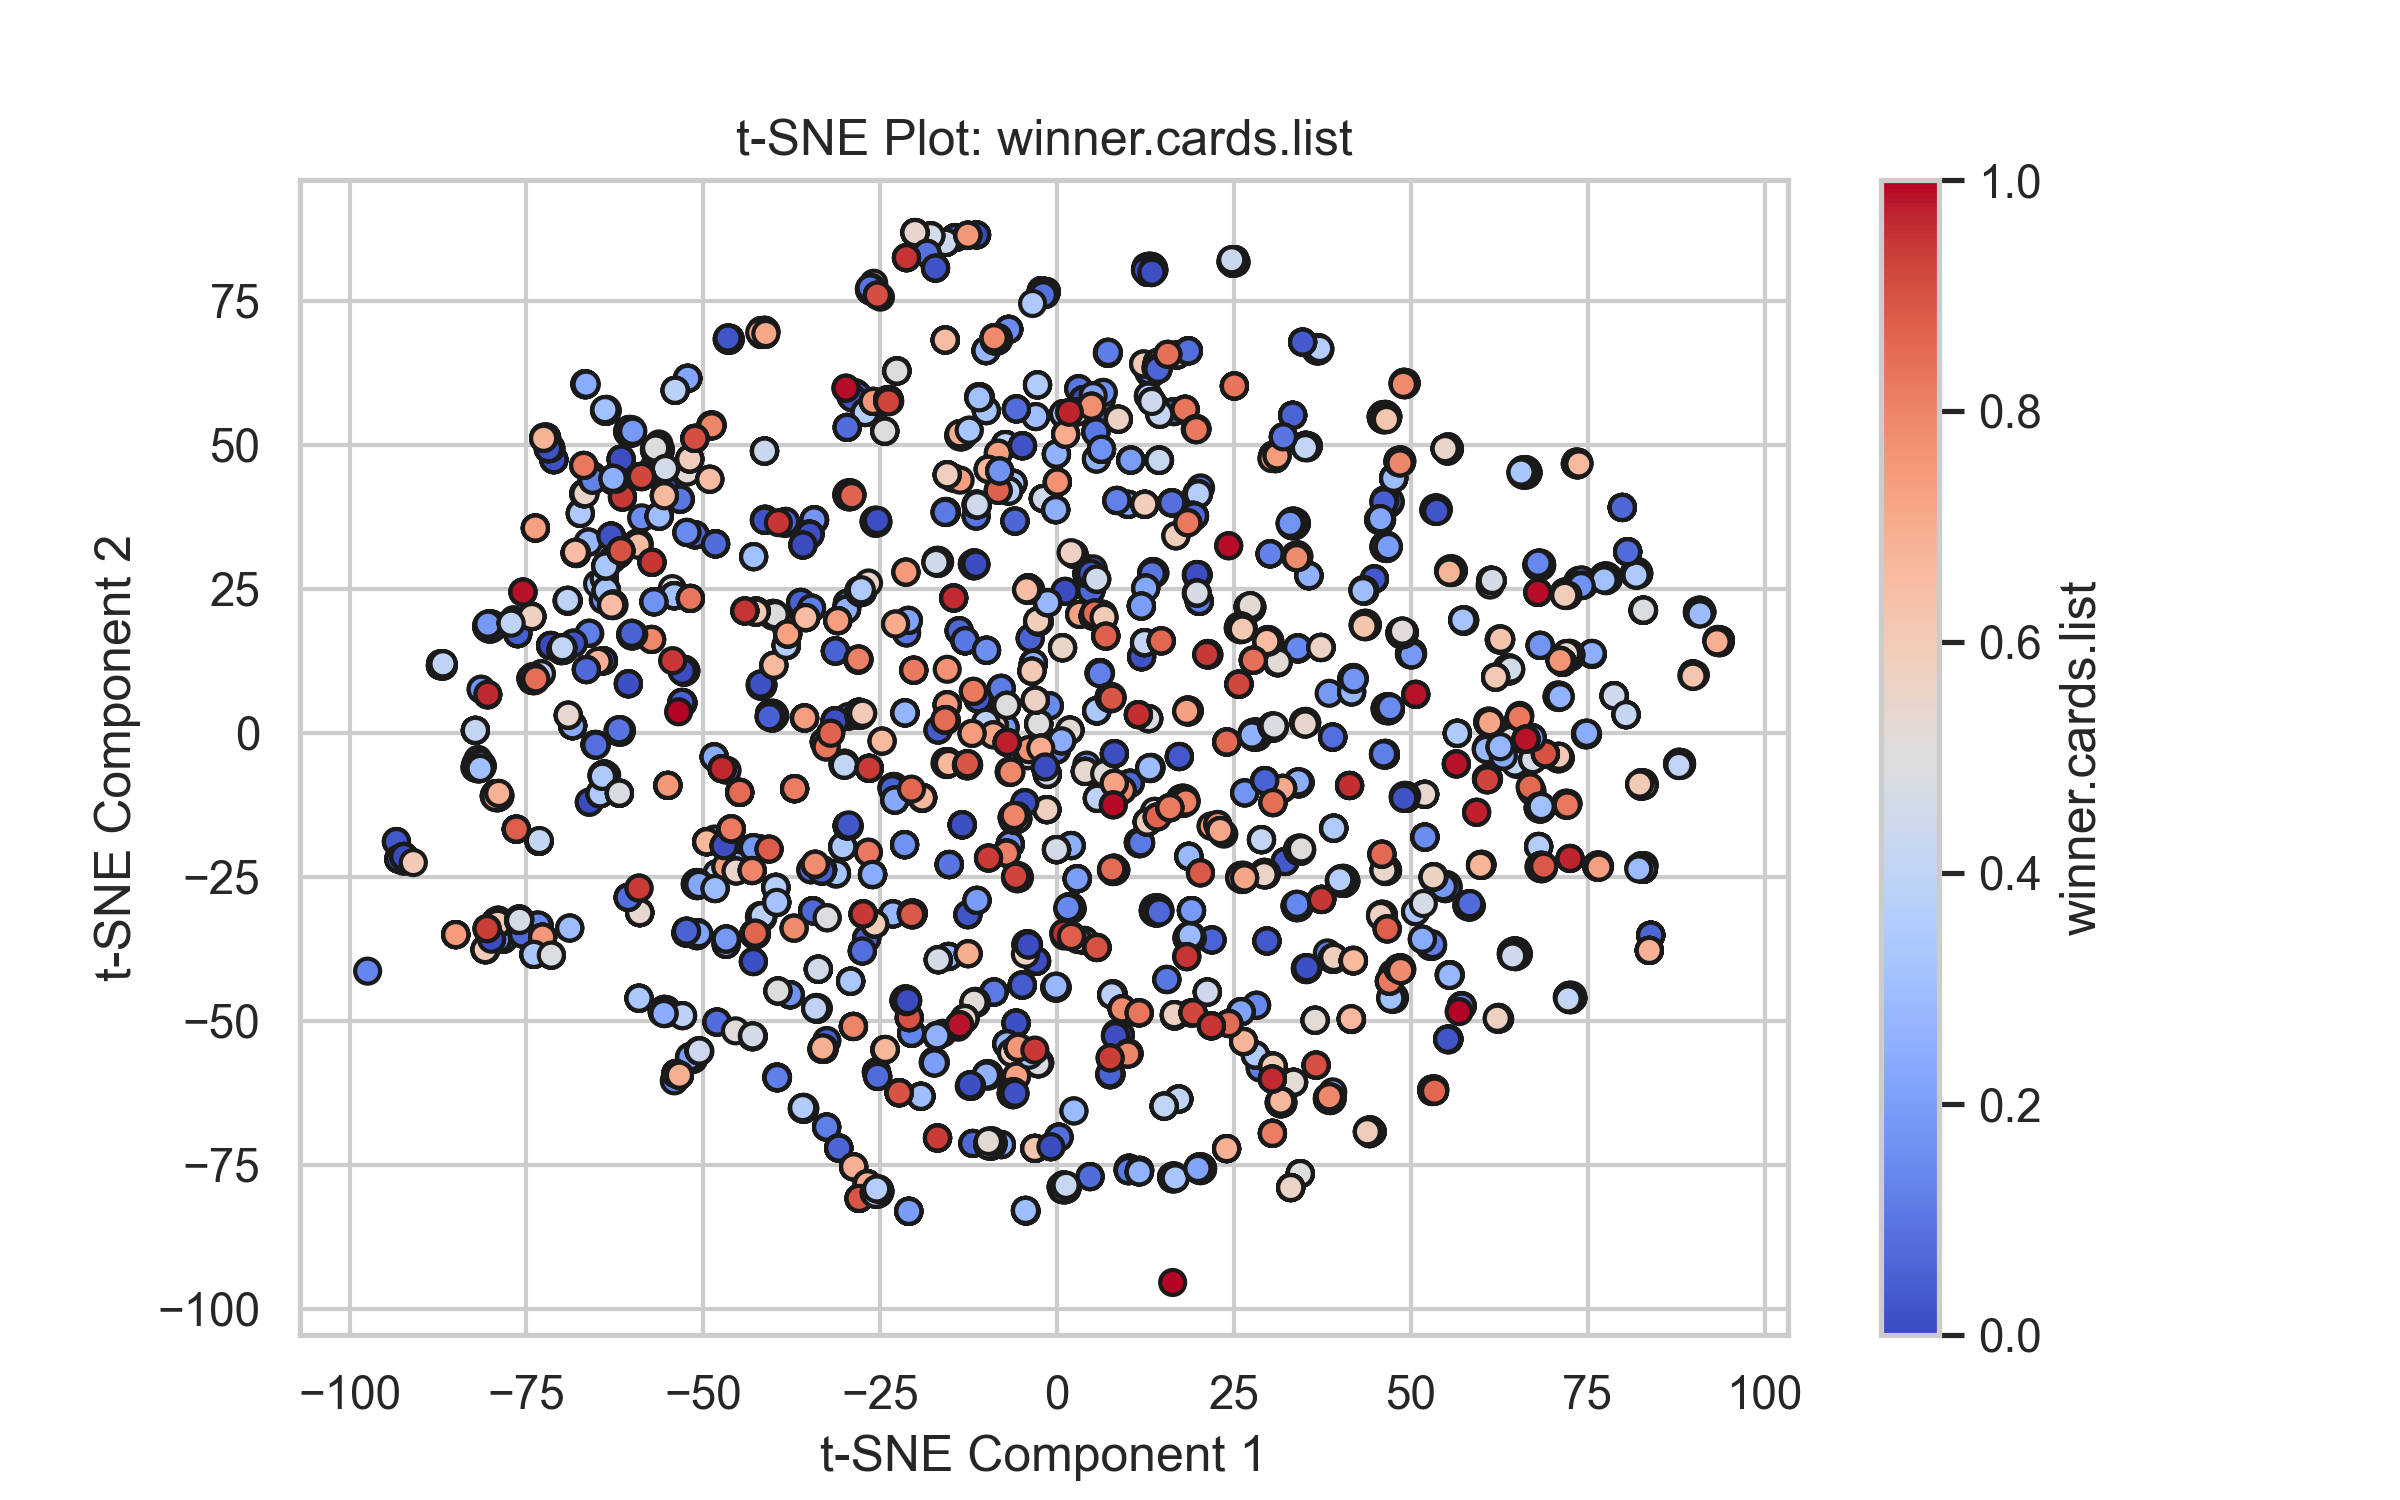 t-SNE Plot: winner.cards.list
t-SNE Component 2
75
50
25
0
−25
−50
−75
−100
−100 −75 −50 −25 0 25 50 75 100
t-SNE Component 1
1.0
0.8
0.6
0.4
0.2
0.0
winner.cards.list